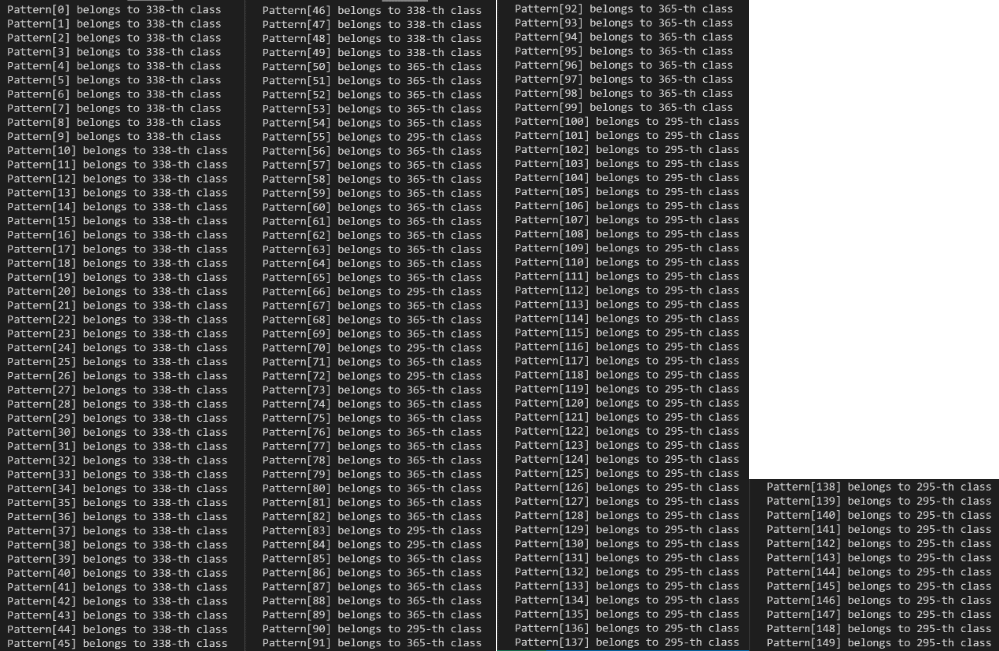 Pattern[0] belongs to 338-th class
Pattern[1] belongs to 338-th class
Pattern[2] belongs to 338-th class
Pattern[3] belongs to 338-th class
Pattern[4] belongs to 338-th class
Pattern[5] belongs to 338-th class
Pattern[6] belongs to 338-th class
Pattern[7] belongs to 338-th class
Pattern[8] belongs to 338-th class
Pattern[9] belongs to 338-th class
Pattern[10] belongs to 338-th class
Pattern[11] belongs to 338-th class
Pattern[12] belongs to 338-th class
Pattern[13] belongs to 338-th class
Pattern[14] belongs to 338-th class
Pattern[15] belongs to 338-th class
Pattern[16] belongs to 338-th class
Pattern[17] belongs to 338-th class
Pattern[18] belongs to 338-th class
Pattern[19] belongs to 338-th class
Pattern[20] belongs to 338-th class
Pattern[21] belongs to 338-th class
Pattern[22] belongs to 338-th class
Pattern[23] belongs to 338-th class
Pattern[24] belongs to 338-th class
Pattern[25] belongs to 338-th class
Pattern[26] belongs to 338-th class
Pattern[27] belongs to 338-th class
Pattern[28] belongs to 338-th class
Pattern[29] belongs to 338-th class
Pattern[30] belongs to 338-th class
Pattern[31] belongs to 338-th class
Pattern[32] belongs to 338-th class
Pattern[33] belongs to 338-th class
Pattern[34] belongs to 338-th class
Pattern[35] belongs to 338-th class
Pattern[36] belongs to 338-th class
Pattern[37] belongs to 338-th class
Pattern[38] belongs to 338-th class
Pattern[39] belongs to 338-th class
Pattern[40] belongs to 338-th class
Pattern[41] belongs to 338-th class
Pattern[42] belongs to 338-th class
Pattern[43] belongs to 338-th class
Pattern[44] belongs to 338-th class
Pattern[45] belongs to 338-th class
Pattern[46] belongs to 338-th class
Pattern[47] belongs to 338-th class
Pattern[48] belongs to 338-th class
Pattern[49] belongs to 338-th class
Pattern[50] belongs to 365-th class
Pattern[51] belongs to 365-th class
Pattern[52] belongs to 365-th class
Pattern[53] belongs to 365-th class
Pattern[54] belongs to 365-th class
Pattern[55] belongs to 295-th class
Pattern[56] belongs to 365-th class
Pattern[57] belongs to 365-th class
Pattern[58] belongs to 365-th class
Pattern[59] belongs to 365-th class
Pattern[60] belongs to 365-th class
Pattern[61] belongs to 365-th class
Pattern[62] belongs to 365-th class
Pattern[63] belongs to 365-th class
Pattern[64] belongs to 365-th class
Pattern[65] belongs to 365-th class
Pattern[66] belongs to 295-th class
Pattern[67] belongs to 365-th class
Pattern[68] belongs to 365-th class
Pattern[69] belongs to 365-th class
Pattern[70] belongs to 295-th class
Pattern[71] belongs to 365-th class
Pattern[72] belongs to 295-th class
Pattern[73] belongs to 365-th class
Pattern[74] belongs to 365-th class
Pattern[75] belongs to 365-th class
Pattern[76] belongs to 365-th class
Pattern[77] belongs to 365-th class
Pattern[78] belongs to 365-th class
Pattern[79] belongs to 365-th class
Pattern[80] belongs to 365-th class
Pattern[81] belongs to 365-th class
Pattern[82] belongs to 365-th class
Pattern[83] belongs to 295-th class
Pattern[84] belongs to 295-th class
Pattern[85] belongs to 365-th class
Pattern[86] belongs to 365-th class
Pattern[87] belongs to 365-th class
Pattern[88] belongs to 365-th class
Pattern[89] belongs to 365-th class
Pattern[90] belongs to 295-th class
Pattern[91] belongs to 365-th class
Pattern[92] belongs to 365-th class
Pattern[93] belongs to 365-th class
Pattern[94] belongs to 365-th class
Pattern[95] belongs to 365-th class
Pattern[96] belongs to 365-th class
Pattern[97] belongs to 365-th class
Pattern[98] belongs to 365-th class
Pattern[99] belongs to 365-th class
Pattern[100] belongs to 295-th class
Pattern[101] belongs to 295-th class
Pattern[102] belongs to 295-th class
Pattern[103] belongs to 295-th class
Pattern[104] belongs to 295-th class
Pattern[105] belongs to 295-th class
Pattern[106] belongs to 295-th class
Pattern[107] belongs to 295-th class
Pattern[108] belongs to 295-th class
Pattern[109] belongs to 295-th class
Pattern[110] belongs to 295-th class
Pattern[111] belongs to 295-th class
Pattern[112] belongs to 295-th class
Pattern[113] belongs to 295-th class
Pattern[114] belongs to 295-th class
Pattern[115] belongs to 295-th class
Pattern[116] belongs to 295-th class
Pattern[117] belongs to 295-th class
Pattern[118] belongs to 295-th class
Pattern[119] belongs to 295-th class
Pattern[120] belongs to 295-th class
Pattern[121] belongs to 295-th class
Pattern[122] belongs to 295-th class
Pattern[123] belongs to 295-th class
Pattern[124] belongs to 295-th class
Pattern[125] belongs to 295-th class
Pattern[126] belongs to 295-th class
Pattern[127] belongs to 295-th class
Pattern[128] belongs to 295-th class
Pattern[129] belongs to 295-th class
Pattern[130] belongs to 295-th class
Pattern[131] belongs to 295-th class
Pattern[132] belongs to 295-th class
Pattern[133] belongs to 295-th class
Pattern[134] belongs to 295-th class
Pattern[135] belongs to 295-th class
Pattern[136] belongs to 295-th class
Pattern[137] belongs to 295-th class
Pattern[138] belongs to 295-th class
Pattern[139] belongs to 295-th class
Pattern[140] belongs to 295-th class
Pattern[141] belongs to 295-th class
Pattern[142] belongs to 295-th class
Pattern[143] belongs to 295-th class
Pattern[144] belongs to 295-th class
Pattern[145] belongs to 295-th class
Pattern[146] belongs to 295-th class
Pattern[147] belongs to 295-th class
Pattern[148] belongs to 295-th class
Pattern[149] belongs to 295-th class